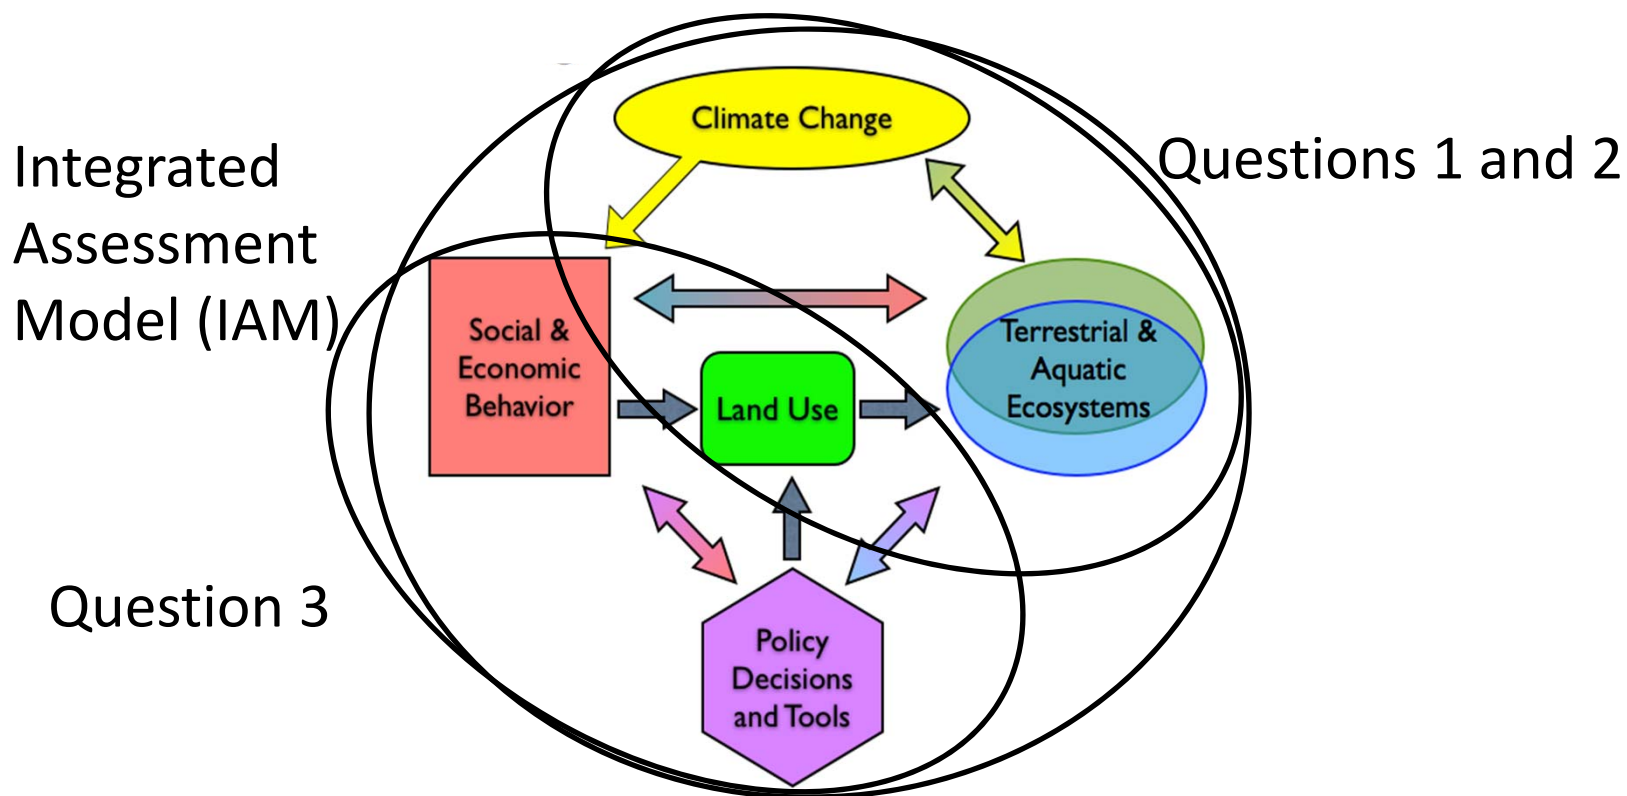 Integrated
Assessment
Model (IAM)
Climate Change
Questions 1 and 2
Social &
Economic
Behavior
Land Use
Terrestrial &
Aquatic
Ecosystems
Question 3
Policy
Decisions
and Tools